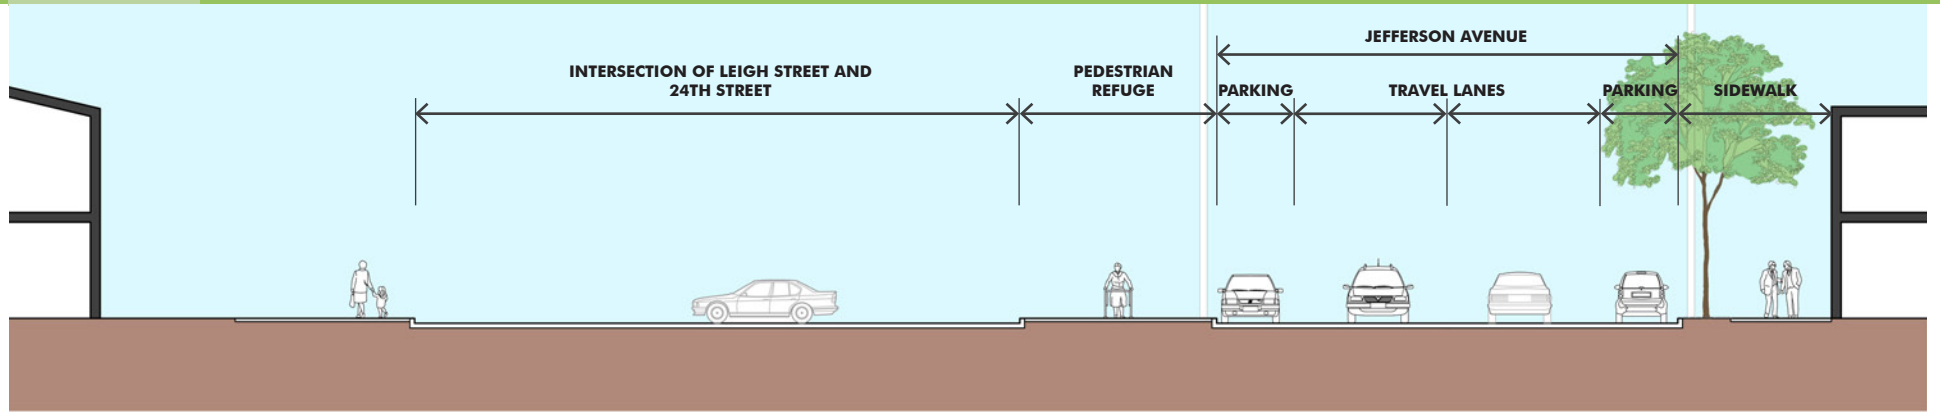 JEFFERSON AVENUE
INTERSECTION OF LEIGH STREET AND
24TH STREET
PEDESTRIAN
REFUGE
PARKING
TRAVEL LANES
PARKING
SIDEWALK